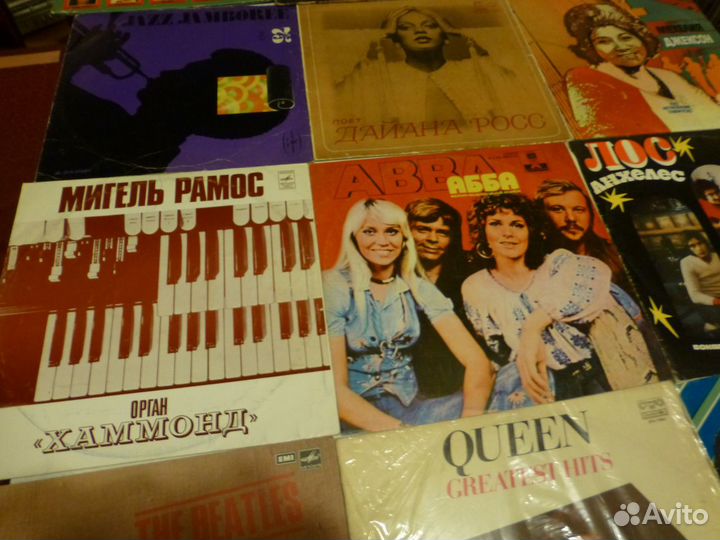 JAZZ JAMBOREE
ПОЕТ
ДАЙАНА РОСС
ДЖЕКСОН
МИГЕЛЬ РАМОС
ОРГАН
«ХАММОНД»
ABBA
АББА
ЛОС
АНХЕЛЕС
QUEEN
GREATEST HITS
EMI
THE BEATLES
Avito